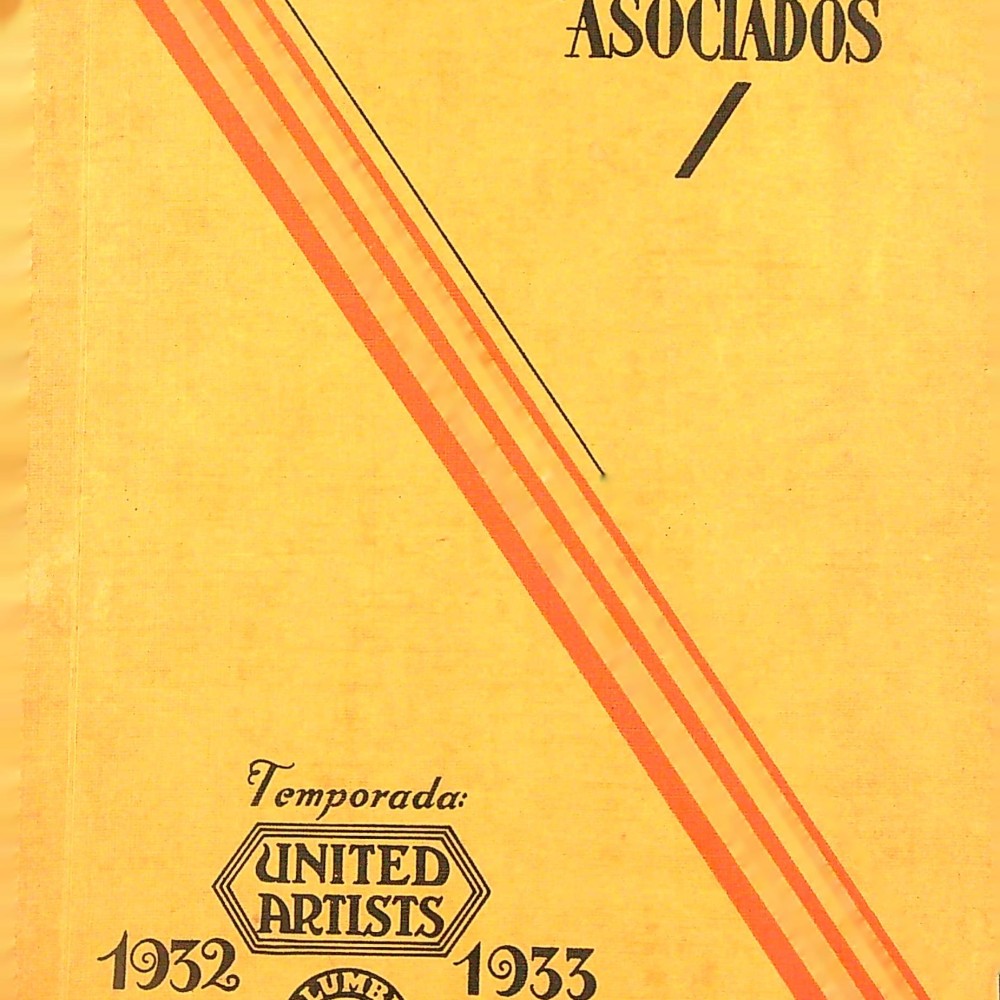 ASOCIADOS
Temporada:
UNITED
ARTISTS
1932 1933